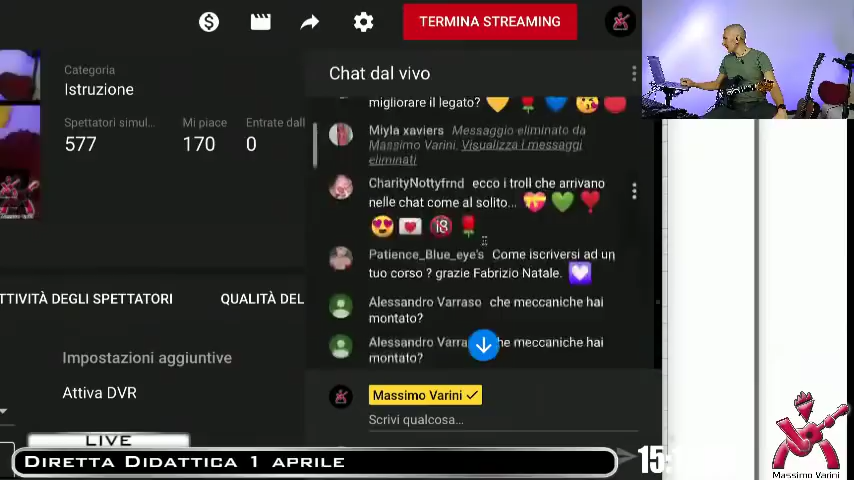 TERMINA STREAMING
Categoria
Istruzione
Spettatori simul...
Mi piace
Entrate dall
577
170
0
Chat dal vivo
migliorare il legato? 💛 🌹 💙 😘 🔴
Miyla xaviers Messaggio eliminato da
Massimo Varini. Visualizza i messaggi
eliminati
CharityNottyfrnd ecco i troll che arrivano
nelle chat come al solito... 💝 💚 ❣️
😍 💌 🔞 🌹
Patience_Blue_eye's Come iscriversi ad un
tuo corso ? grazie Fabrizio Natale. 💟
Alessandro Varraso che meccaniche hai
montato?
Alessandro Varra he meccaniche hai
montato?
TTIVITÀ DEGLI SPETTATORI
QUALITÀ DEL
Impostazioni aggiuntive
Attiva DVR
Massimo Varini
Scrivi qualcosa...
LIVE
DIRETTA DIDATTICA 1 APRILE
15:
Massimo Varini